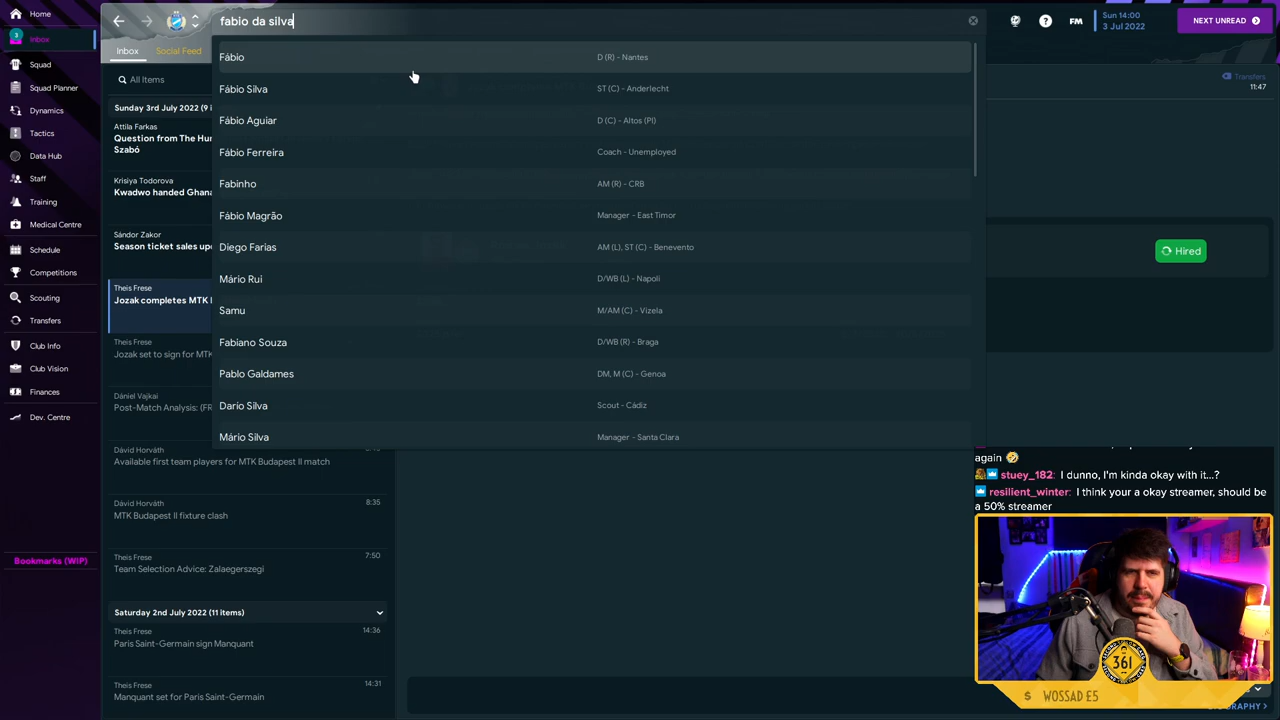 Home
fabio da silva
Sun 14:00
3 Jul 2022
NEXT UNREAD
3
Inbox
Squad
Squad Planner
Dynamics
Tactics
Data Hub
Staff
Training
Medical Centre
Schedule
Competitions
Scouting
Transfers
Club Info
Club Vision
Finances
Dev. Centre
Bookmarks (WIP)
Inbox
Social Feed
All Items
Sunday 3rd July 2022 (9 i
Attila Farkas
Question from The Hun
Szabó
Krisiya Todorova
Kwadwo handed Ghana
Sándor Zakor
Season ticket sales up
Theis Frese
Jozak completes MTK
Theis Frese
Jozak set to sign for MT
Dániel Vajkai
Post-Match Analysis: (FR
Dávid Horváth
Available first team players for MTK Budapest II match
Dávid Horváth
8:35
MTK Budapest II fixture clash
Theis Frese
7:50
Team Selection Advice: Zalaegerszegi
Saturday 2nd July 2022 (11 items)
Theis Frese
14:36
Paris Saint-Germain sign Manquant
Theis Frese
14:31
Manquant set for Paris Saint-Germain
Fábio
D (R) - Nantes
Fábio Silva
ST (C) - Anderlecht
Fábio Aguiar
D (C) - Altos (PI)
Fábio Ferreira
Coach - Unemployed
Fabinho
AM (R) - CRB
Fábio Magrão
Manager - East Timor
Diego Farias
AM (L), ST (C) - Benevento
Mário Rui
D/WB (L) - Napoli
Samu
M/AM (C) - Vizela
Fabiano Souza
D/WB (R) - Braga
Pablo Galdames
DM, M (C) - Genoa
Darío Silva
Scout - Cádiz
Mário Silva
Manager - Santa Clara
FM
Transfers
11:47
Hired
again
stuey_182: I dunno, I'm kinda okay with it...?
resilient_winter: I think your a okay streamer, should be
a 50% streamer
361
$ WOSSAD £5